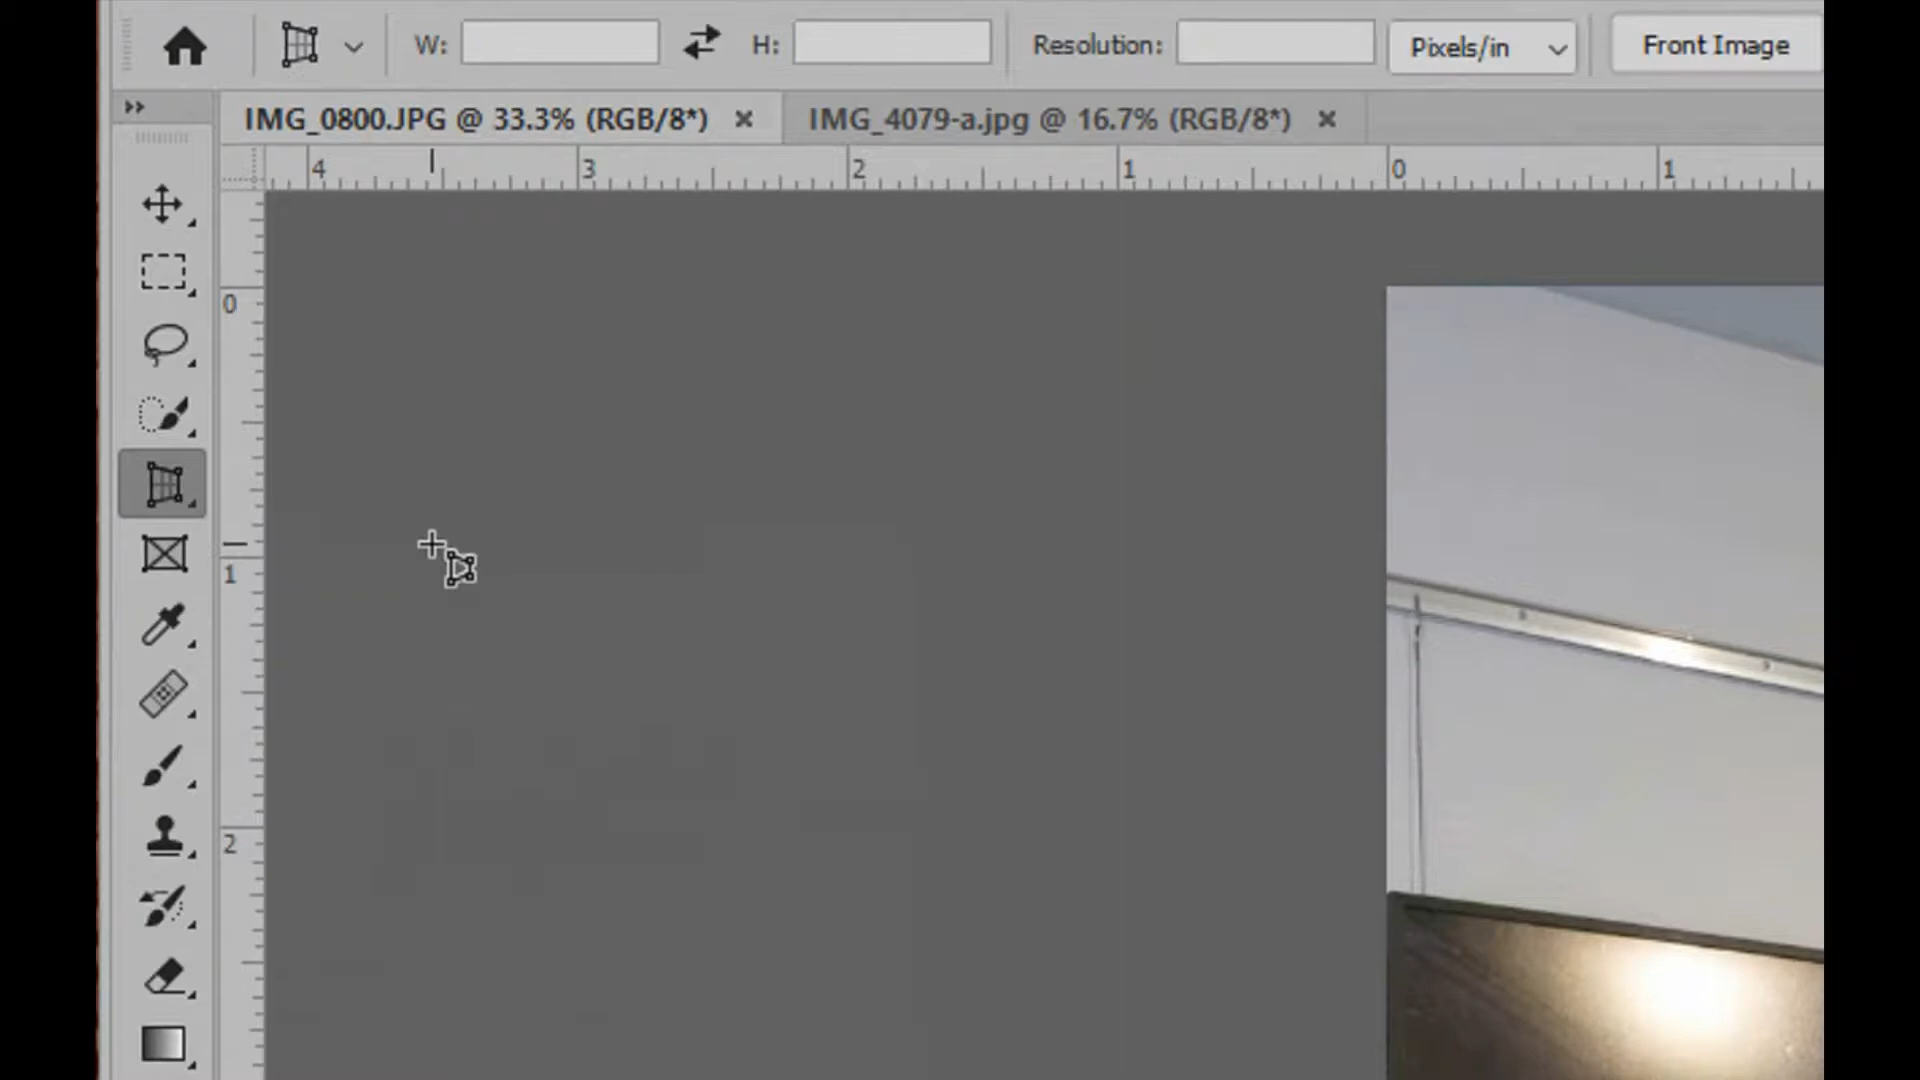 W: H: Resolution: Pixels/in Front Image
IMG_0800.JPG @ 33.3% (RGB/8*) IMG_4079-a.jpg @ 16.7% (RGB/8*)
4 3 2 1 0 1
0
1
2